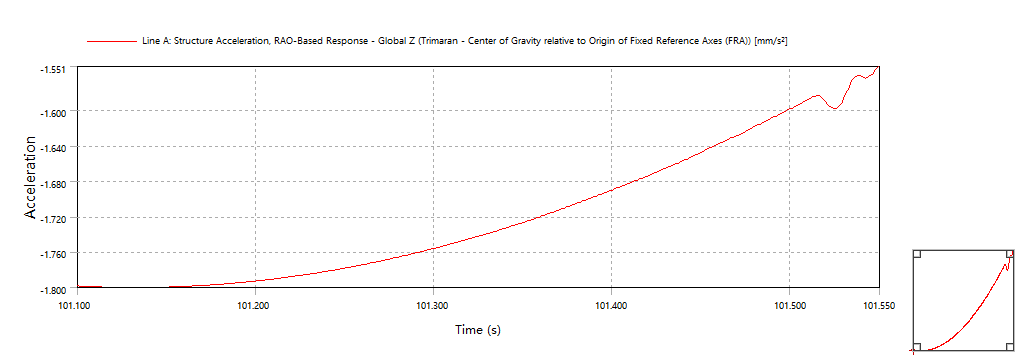 Line A: Structure Acceleration, RAO-Based Response - Global Z (Trimaran - Center of Gravity relative to Origin of Fixed Reference Axes (FRA)) [mm/s²]
-1.551
-1.600
-1.640
-1.680
-1.720
-1.760
-1.800
Acceleration
101.100 101.200 101.300 101.400 101.500 101.550
Time (s)